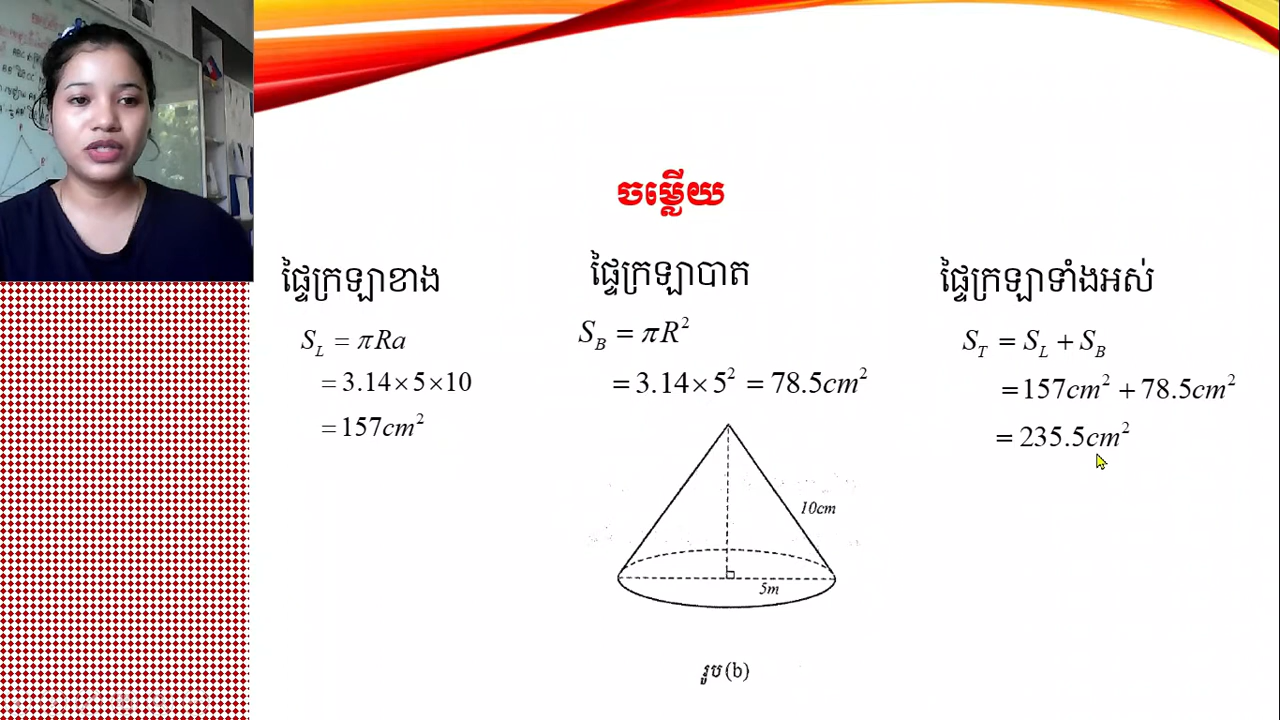 ចម្លើយ
ផ្ទៃក្រឡាខាង
S_L = πRa
= 3.14×5×10
= 157cm²
ផ្ទៃក្រឡាបាត
S_B = πR²
= 3.14×5² = 78.5cm²
ផ្ទៃក្រឡាទាំងអស់
S_T = S_L + S_B
= 157cm² + 78.5cm²
= 235.5cm²
10cm
5m
រូប (b)